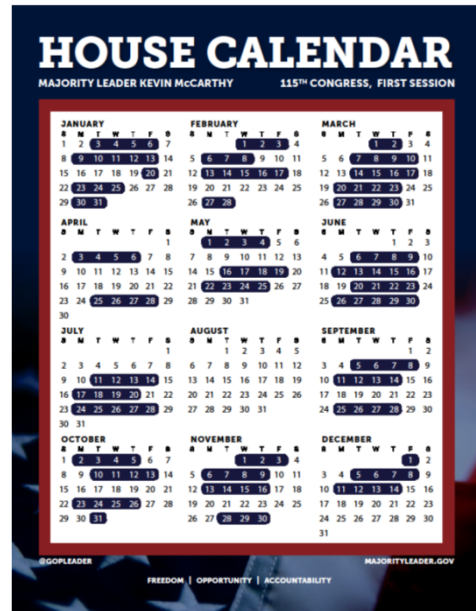 HOUSE CALENDAR
MAJORITY LEADER KEVIN McCARTHY
115TH CONGRESS, FIRST SESSION
JANUARY
S M T W T F S
1 2 3 4 5 6 7
8 9 10 11 12 13 14
15 16 17 18 19 20 21
22 23 24 25 26 27 28
29 30 31
FEBRUARY
S M T W T F S
1 2 3 4
5 6 7 8 9 10 11
12 13 14 15 16 17 18
19 20 21 22 23 24 25
26 27 28
MARCH
S M T W T F S
1 2 3 4
5 6 7 8 9 10 11
12 13 14 15 16 17 18
19 20 21 22 23 24 25
26 27 28 29 30 31
APRIL
S M T W T F S
1
2 3 4 5 6 7 8
9 10 11 12 13 14 15
16 17 18 19 20 21 22
23 24 25 26 27 28 29
30
MAY
S M T W T F S
1 2 3 4 5 6
7 8 9 10 11 12 13
14 15 16 17 18 19 20
21 22 23 24 25 26 27
28 29 30 31
JUNE
S M T W T F S
1 2 3
4 5 6 7 8 9 10
11 12 13 14 15 16 17
18 19 20 21 22 23 24
25 26 27 28 29 30
JULY
S M T W T F S
1
2 3 4 5 6 7 8
9 10 11 12 13 14 15
16 17 18 19 20 21 22
23 24 25 26 27 28 29
30 31
AUGUST
S M T W T F S
1 2 3 4 5
6 7 8 9 10 11 12
13 14 15 16 17 18 19
20 21 22 23 24 25 26
27 28 29 30 31
SEPTEMBER
S M T W T F S
1 2
3 4 5 6 7 8 9
10 11 12 13 14 15 16
17 18 19 20 21 22 23
24 25 26 27 28 29 30
OCTOBER
S M T W T F S
1 2 3 4 5 6 7
8 9 10 11 12 13 14
15 16 17 18 19 20 21
22 23 24 25 26 27 28
29 30 31
NOVEMBER
S M T W T F S
1 2 3 4
5 6 7 8 9 10 11
12 13 14 15 16 17 18
19 20 21 22 23 24 25
26 27 28 29 30
DECEMBER
S M T W T F S
1 2
3 4 5 6 7 8 9
10 11 12 13 14 15 16
17 18 19 20 21 22 23
24 25 26 27 28 29 30
31
@GOPLEADER
MAJORITYLEADER.GOV
FREEDOM | OPPORTUNITY | ACCOUNTABILITY